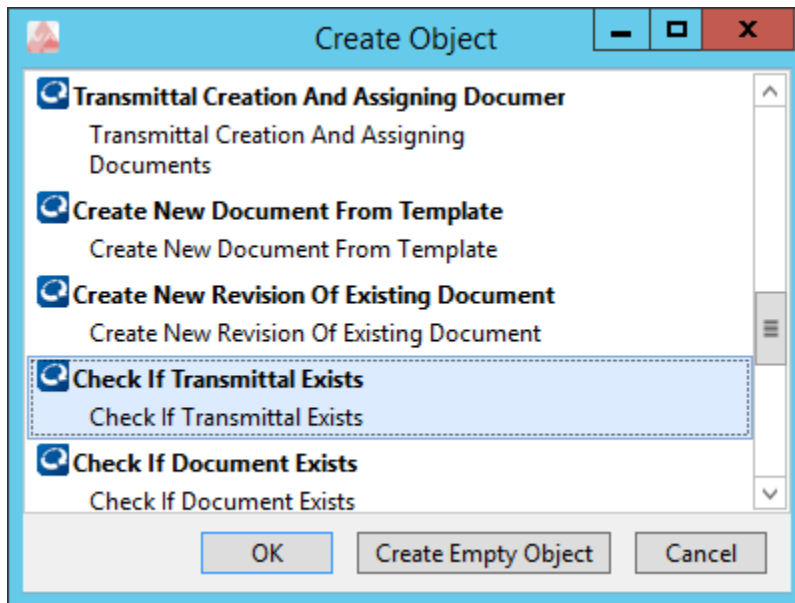 Create Object
Transmittal Creation And Assigning Documer
Transmittal Creation And Assigning
Documents
Create New Document From Template
Create New Document From Template
Create New Revision Of Existing Document
Create New Revision Of Existing Document
Check If Transmittal Exists
Check If Transmittal Exists
Check If Document Exists
Check If Document Exists
OK
Create Empty Object
Cancel